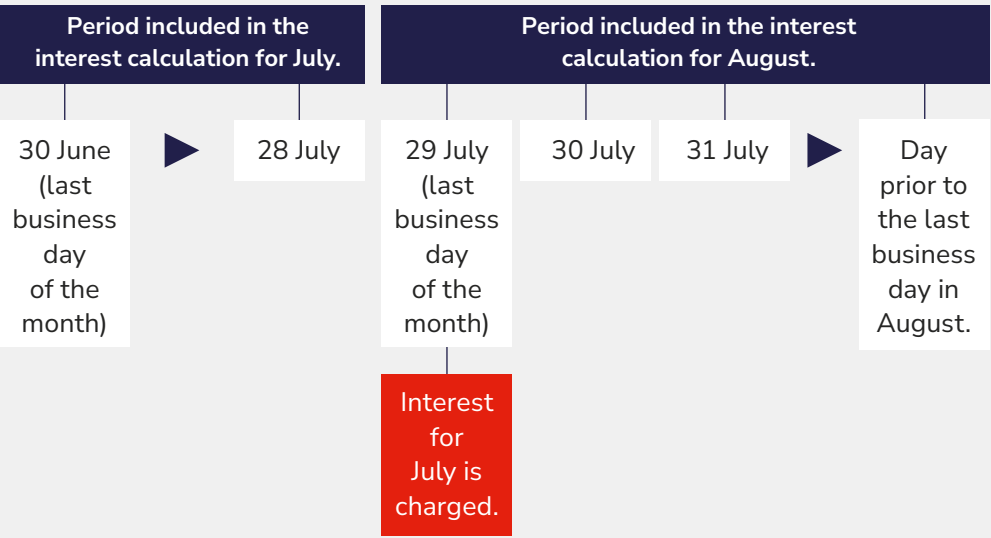 Period included in the
interest calculation for July.
Period included in the interest
calculation for August.
30 June
(last
business
day
of the
month)
28 July
29 July
(last
business
day
of the
month)
30 July
31 July
Day
prior to
the last
business
day in
August.
Interest
for
July is
charged.